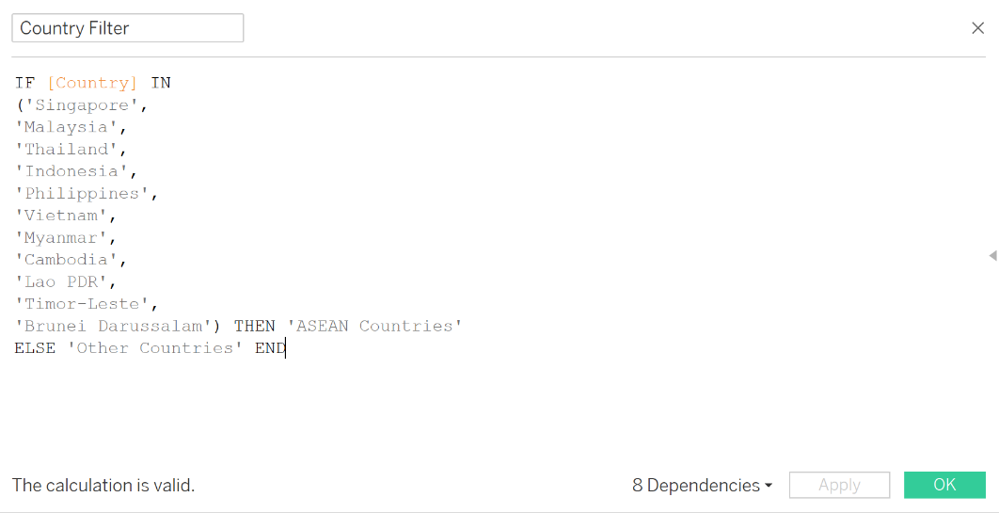 Country Filter
IF [Country] IN
('Singapore',
'Malaysia',
'Thailand',
'Indonesia',
'Philippines',
'Vietnam',
'Myanmar',
'Cambodia',
'Lao PDR',
'Timor-Leste',
'Brunei Darussalam') THEN 'ASEAN Countries'
ELSE 'Other Countries' END
The calculation is valid.
8 Dependencies
Apply
OK